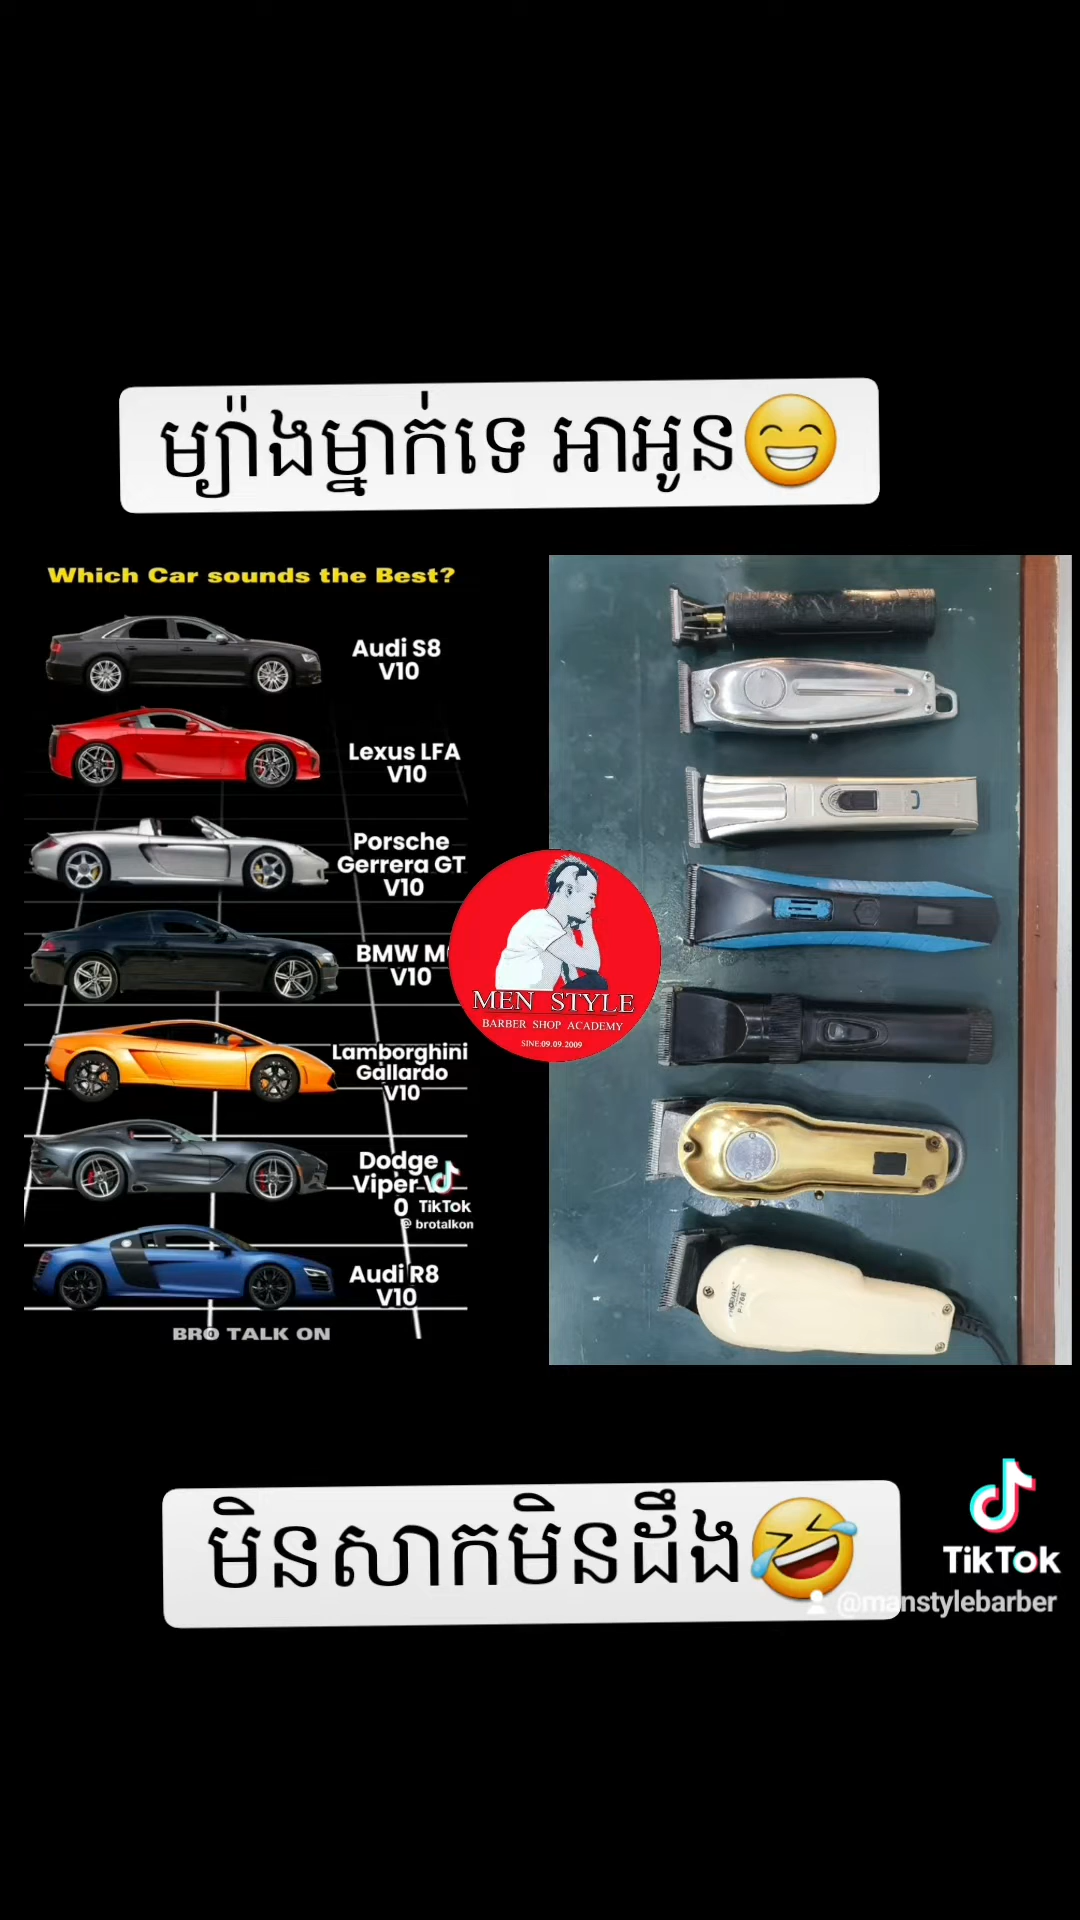 ម្យ៉ាងម្នាក់ទេ អាអូន😁
Which Car sounds the Best?
Audi S8
V10
Lexus LFA
V10
Porsche
Gerrera GT
V10
BMW M
V10
Lamborghini
Gallardo
V10
Dodge
Viper V
0
TikTok
@ brotalkon
Audi R8
V10
BRO TALK ON
MEN STYLE
BARBER SHOP ACADEMY
SINE:09.09.2009
P-788
មិនសាកមិនដឹង🤣
TikTok
@manstylebarber